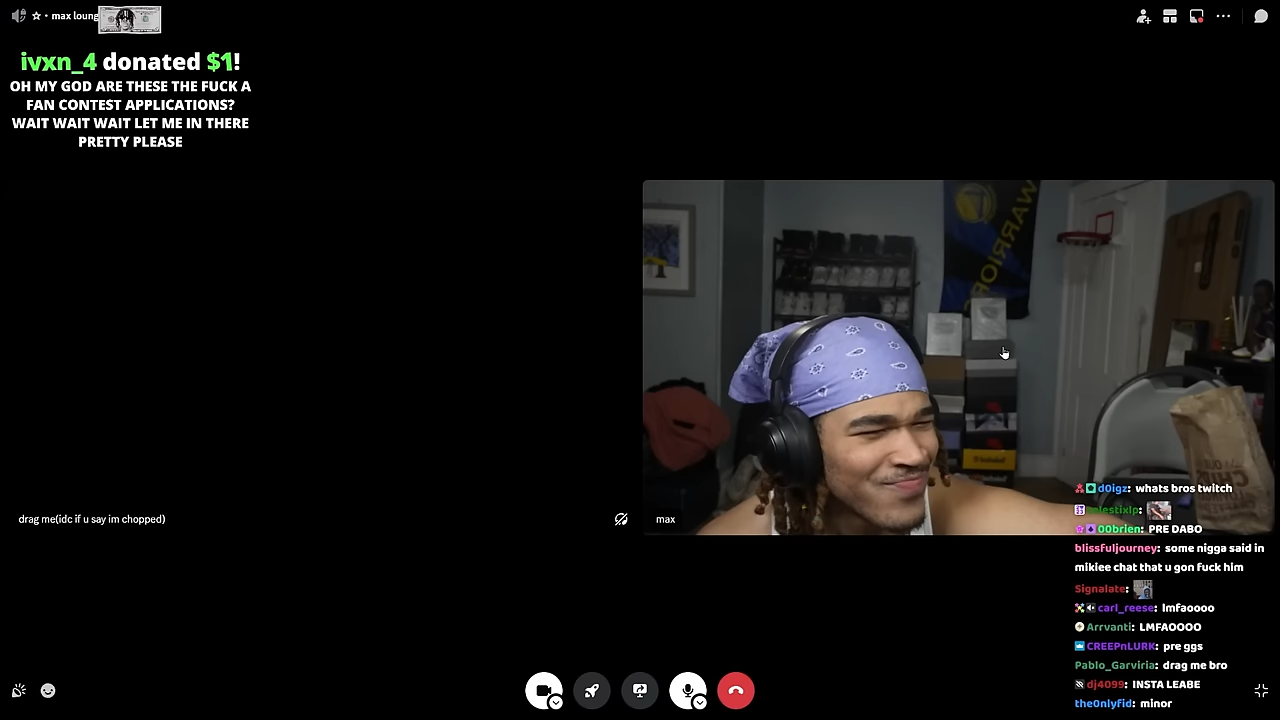 ☆ • max loung
ivxn_4 donated $1!
OH MY GOD ARE THESE THE FUCK A
FAN CONTEST APPLICATIONS?
WAIT WAIT WAIT LET ME IN THERE
PRETTY PLEASE
WARRIOR
drag me(idc if u say im chopped)
max
d0igz: whats bros twitch
00brien: PRE DABO
blissfuljourney: some nigga said in
mikiee chat that u gon fuck him
Signalate:
carl_reese: lmfaoooo
Arrvanti: LMFAOOOO
CREEPnLURK: pre ggs
Pablo_Garviria: drag me bro
dj4099: INSTA LEABE
the0nlyfid: minor